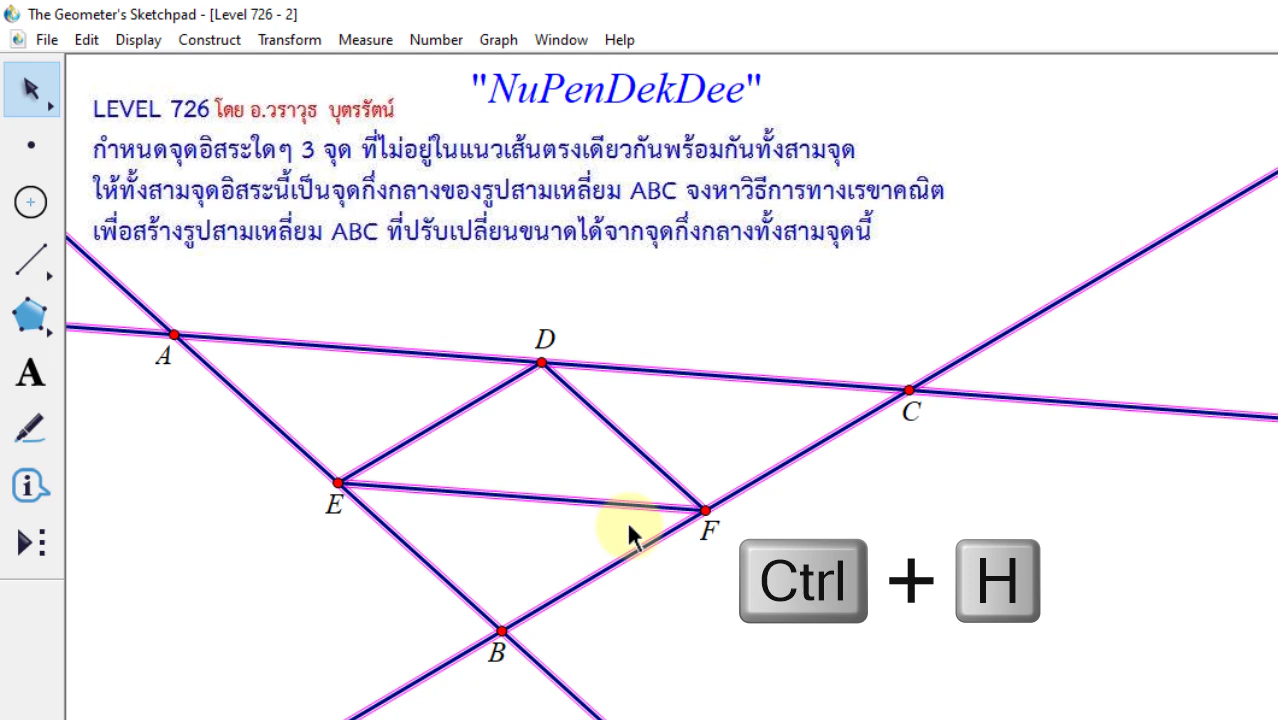 The Geometer's Sketchpad - [Level 726 - 2]
File Edit Display Construct Transform Measure Number Graph Window Help
"NuPenDekDee"
LEVEL 726 โดย อ.วราวุธ บุตรรัตน์
กำหนดจุดอิสระใดๆ 3 จุด ที่ไม่อยู่ในแนวเส้นตรงเดียวกันพร้อมกันทั้งสามจุด
ให้ทั้งสามจุดอิสระนี้เป็นจุดกึ่งกลางของรูปสามเหลี่ยม ABC จงหาวิธีการทางเรขาคณิต
เพื่อสร้างรูปสามเหลี่ยม ABC ที่ปรับเปลี่ยนขนาดได้จากจุดกึ่งกลางทั้งสามจุดนี้
A
D
C
E
F
B
Ctrl + H